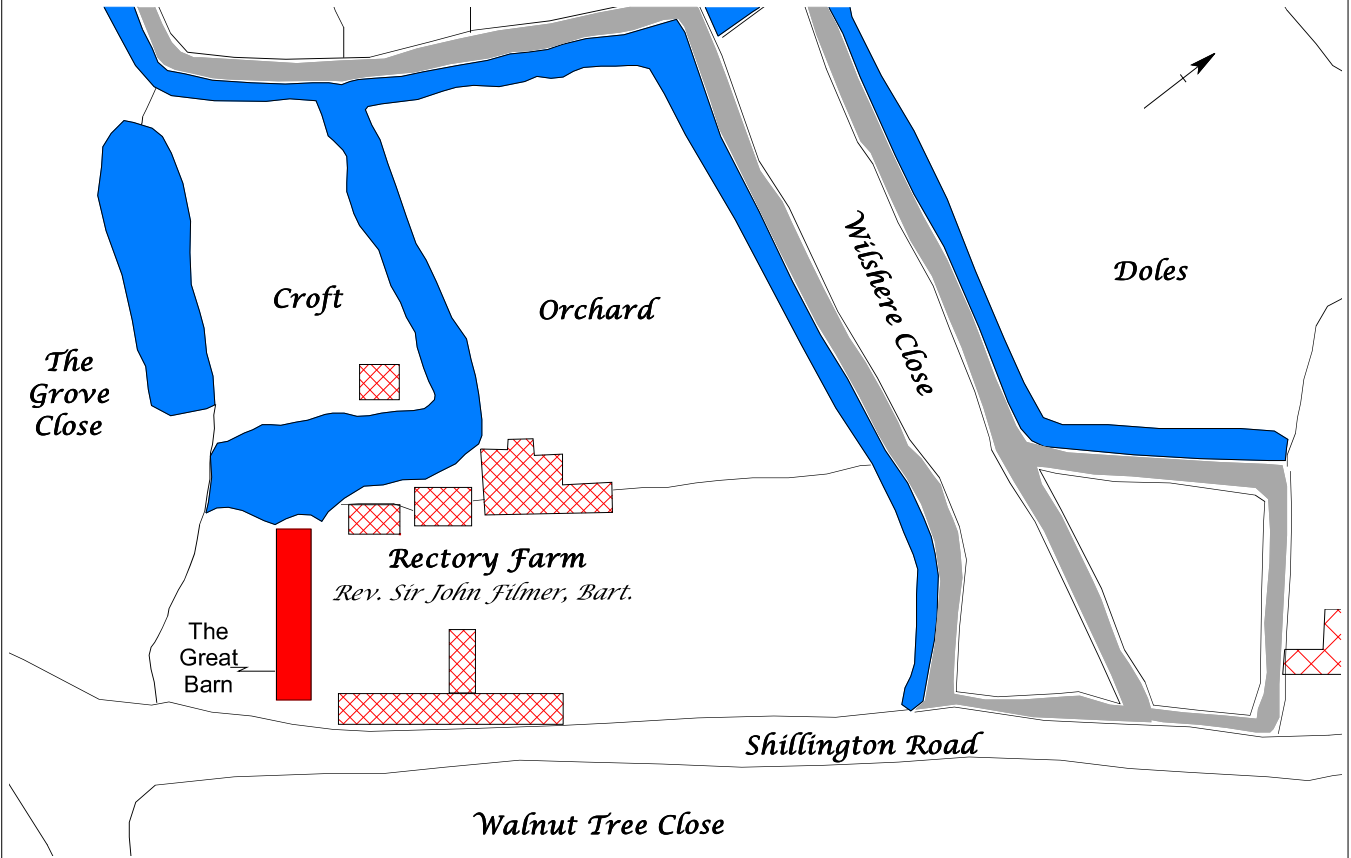 Croft
Orchard
Wilshere Close
Doles
The
Grove
Close
Rectory Farm
Rev. Sir John Filmer, Bart.
The
Great
Barn
Shillington Road
Walnut Tree Close